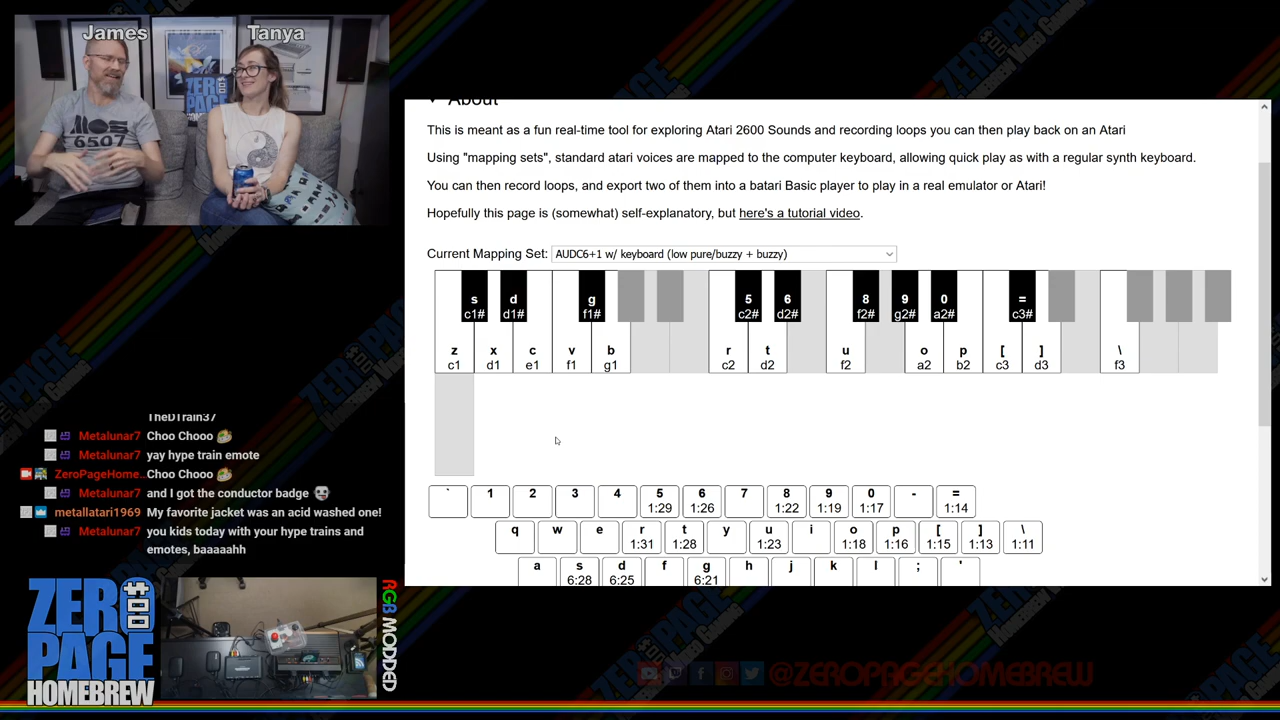 James
Tanya
MOS
6507
ZERO
PAGE
About
This is meant as a fun real-time tool for exploring Atari 2600 Sounds and recording loops you can then play back on an Atari
Using "mapping sets", standard atari voices are mapped to the computer keyboard, allowing quick play as with a regular synth keyboard.
You can then record loops, and export two of them into a batari Basic player to play in a real emulator or Atari!
Hopefully this page is (somewhat) self-explanatory, but here's a tutorial video.
Current Mapping Set: AUDC6+1 w/ keyboard (low pure/buzzy + buzzy)
s d g 5 6 8 9 0 =
c1# d1# f1# c2# d2# f2# g2# a2# c3#
z x c v b r t u o p [ ] \
c1 d1 e1 f1 g1 c2 d2 f2 a2 b2 c3 d3 f3
` 1 2 3 4 5 6 7 8 9 0 - =
1:29 1:26 1:22 1:19 1:17 1:14
q w e r t y u i o p [ ] \
1:31 1:28 1:23 1:18 1:16 1:15 1:13 1:11
a s d f g h j k l ; '
6:28 6:25 6:21
TheDTrain37
Metalunar7 Choo Chooo
Metalunar7 yay hype train emote
ZeroPageHome... Choo Chooo
Metalunar7 and I got the conductor badge
metallatari1969 My favorite jacket was an acid washed one!
Metalunar7 you kids today with your hype trains and
emotes, baaaaahh
ZERO
PAGE
HOMEBREW
RGB MODDED
@ZEROPAGEHOMEBREW